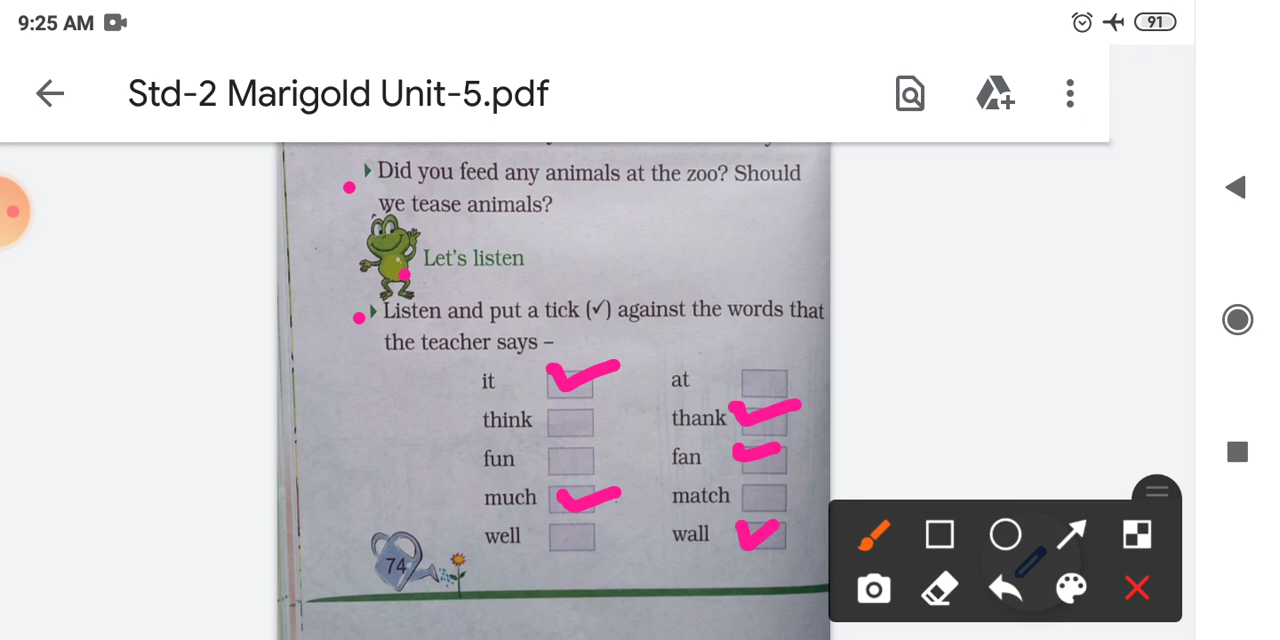 9:25 AM 91
Std-2 Marigold Unit-5.pdf
Did you feed any animals at the zoo? Should
we tease animals?
Let's listen
Listen and put a tick (✓) against the words that
the teacher says –
it at
think thank
fun fan
much match
well wall
74